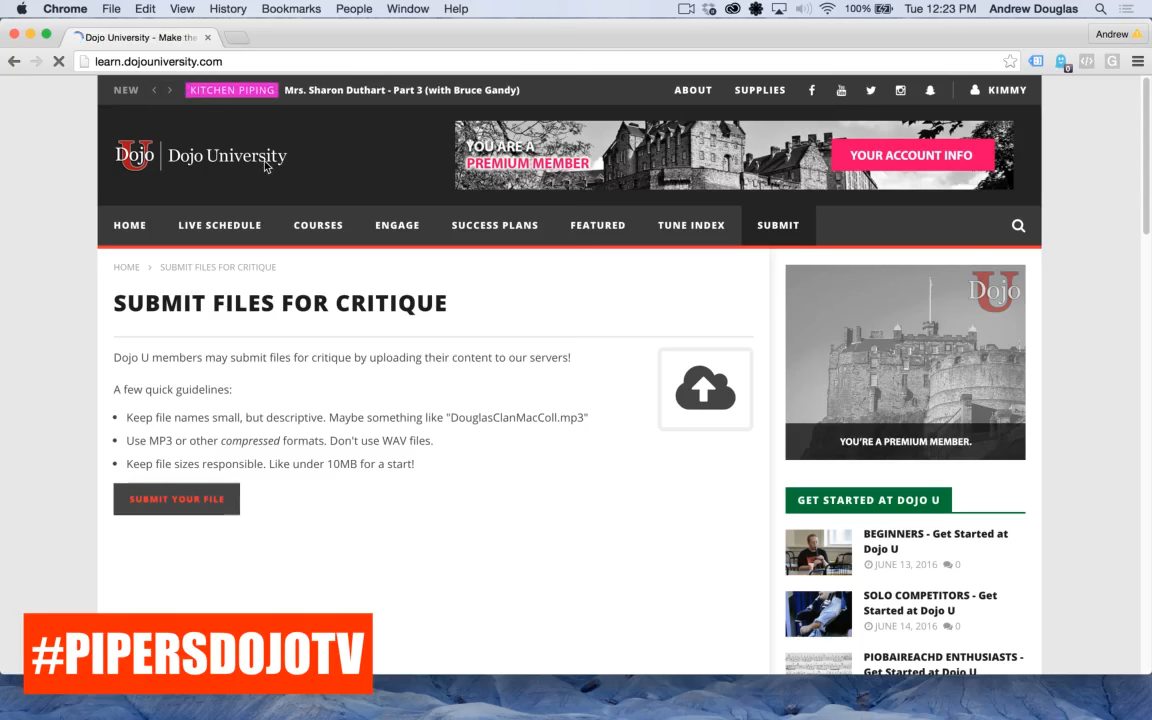 Chrome File Edit View History Bookmarks People Window Help 100% Tue 12:23 PM Andrew Douglas
Dojo University - Make the Andrew
learn.dojouniversity.com
NEW KITCHEN PIPING Mrs. Sharon Duthart - Part 3 (with Bruce Gandy) ABOUT SUPPLIES KIMMY
Dojo U Dojo University
YOU ARE A
PREMIUM MEMBER
YOUR ACCOUNT INFO
HOME LIVE SCHEDULE COURSES ENGAGE SUCCESS PLANS FEATURED TUNE INDEX SUBMIT
HOME > SUBMIT FILES FOR CRITIQUE
SUBMIT FILES FOR CRITIQUE
Dojo U members may submit files for critique by uploading their content to our servers!
A few quick guidelines:
• Keep file names small, but descriptive. Maybe something like "DouglasClanMacColl.mp3"
• Use MP3 or other compressed formats. Don't use WAV files.
• Keep file sizes responsible. Like under 10MB for a start!
SUBMIT YOUR FILE
Dojo U
YOU'RE A PREMIUM MEMBER.
GET STARTED AT DOJO U
BEGINNERS - Get Started at
Dojo U
JUNE 13, 2016 0
SOLO COMPETITORS - Get
Started at Dojo U
JUNE 14, 2016 0
PIOBAIREACHD ENTHUSIASTS -
Get Started at Dojo U
#PIPERSDOJOTV